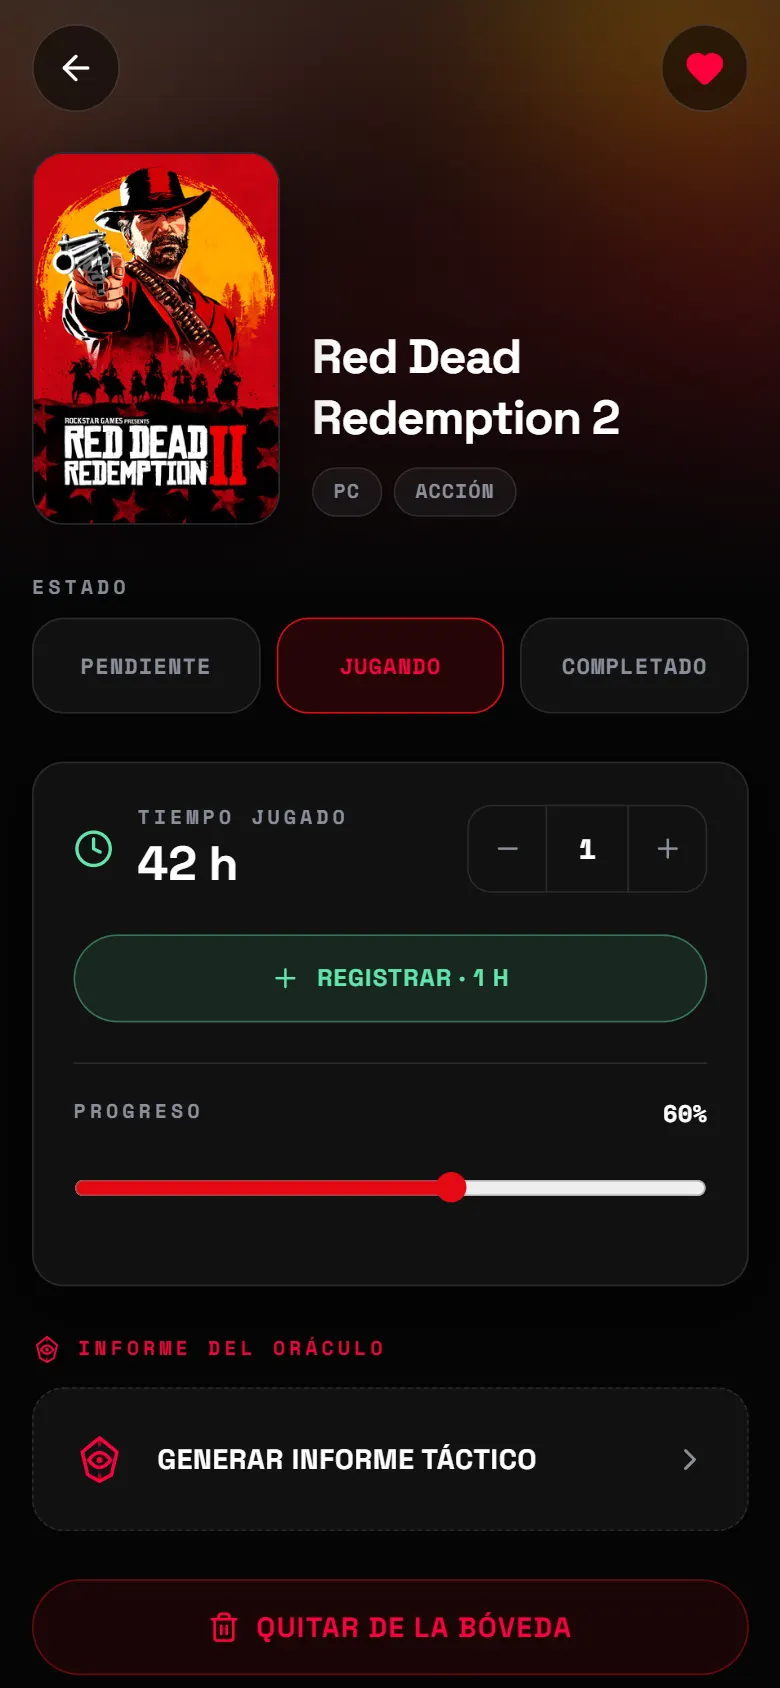 ROCKSTAR GAMES PRESENTS
RED DEAD
REDEMPTION II
Red Dead
Redemption 2
PC
ACCIÓN
ESTADO
PENDIENTE
JUGANDO
COMPLETADO
TIEMPO JUGADO
42 h
− 1 +
+ REGISTRAR · 1 H
PROGRESO
60%
INFORME DEL ORÁCULO
GENERAR INFORME TÁCTICO
QUITAR DE LA BÓVEDA